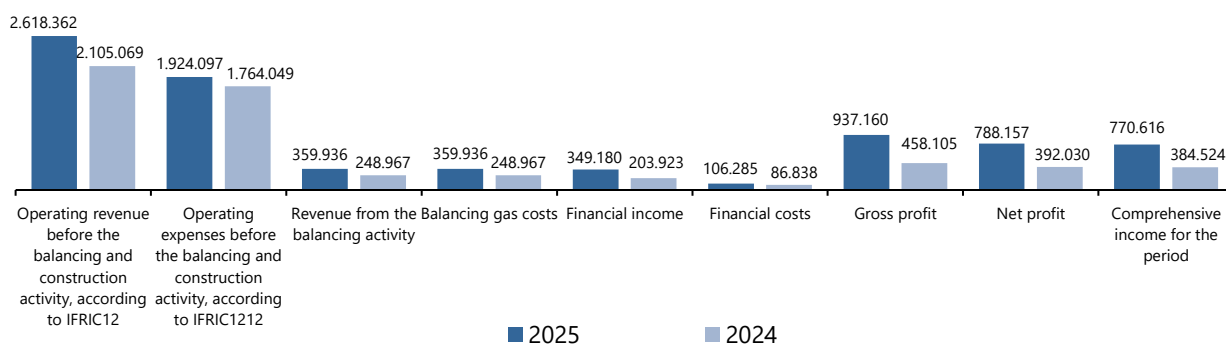 2.618.362
2.105.069
1.924.097
1.764.049
359.936
248.967
359.936
248.967
349.180
203.923
106.285
86.838
937.160
458.105
788.157
392.030
770.616
384.524
Operating revenue
before the
balancing and
construction
activity, according
to IFRIC12
Operating
expenses before
the balancing and
construction
activity, according
to IFRIC1212
Revenue from the
balancing activity
Balancing gas costs
Financial income
Financial costs
Gross profit
Net profit
Comprehensive
income for the
period
2025
2024